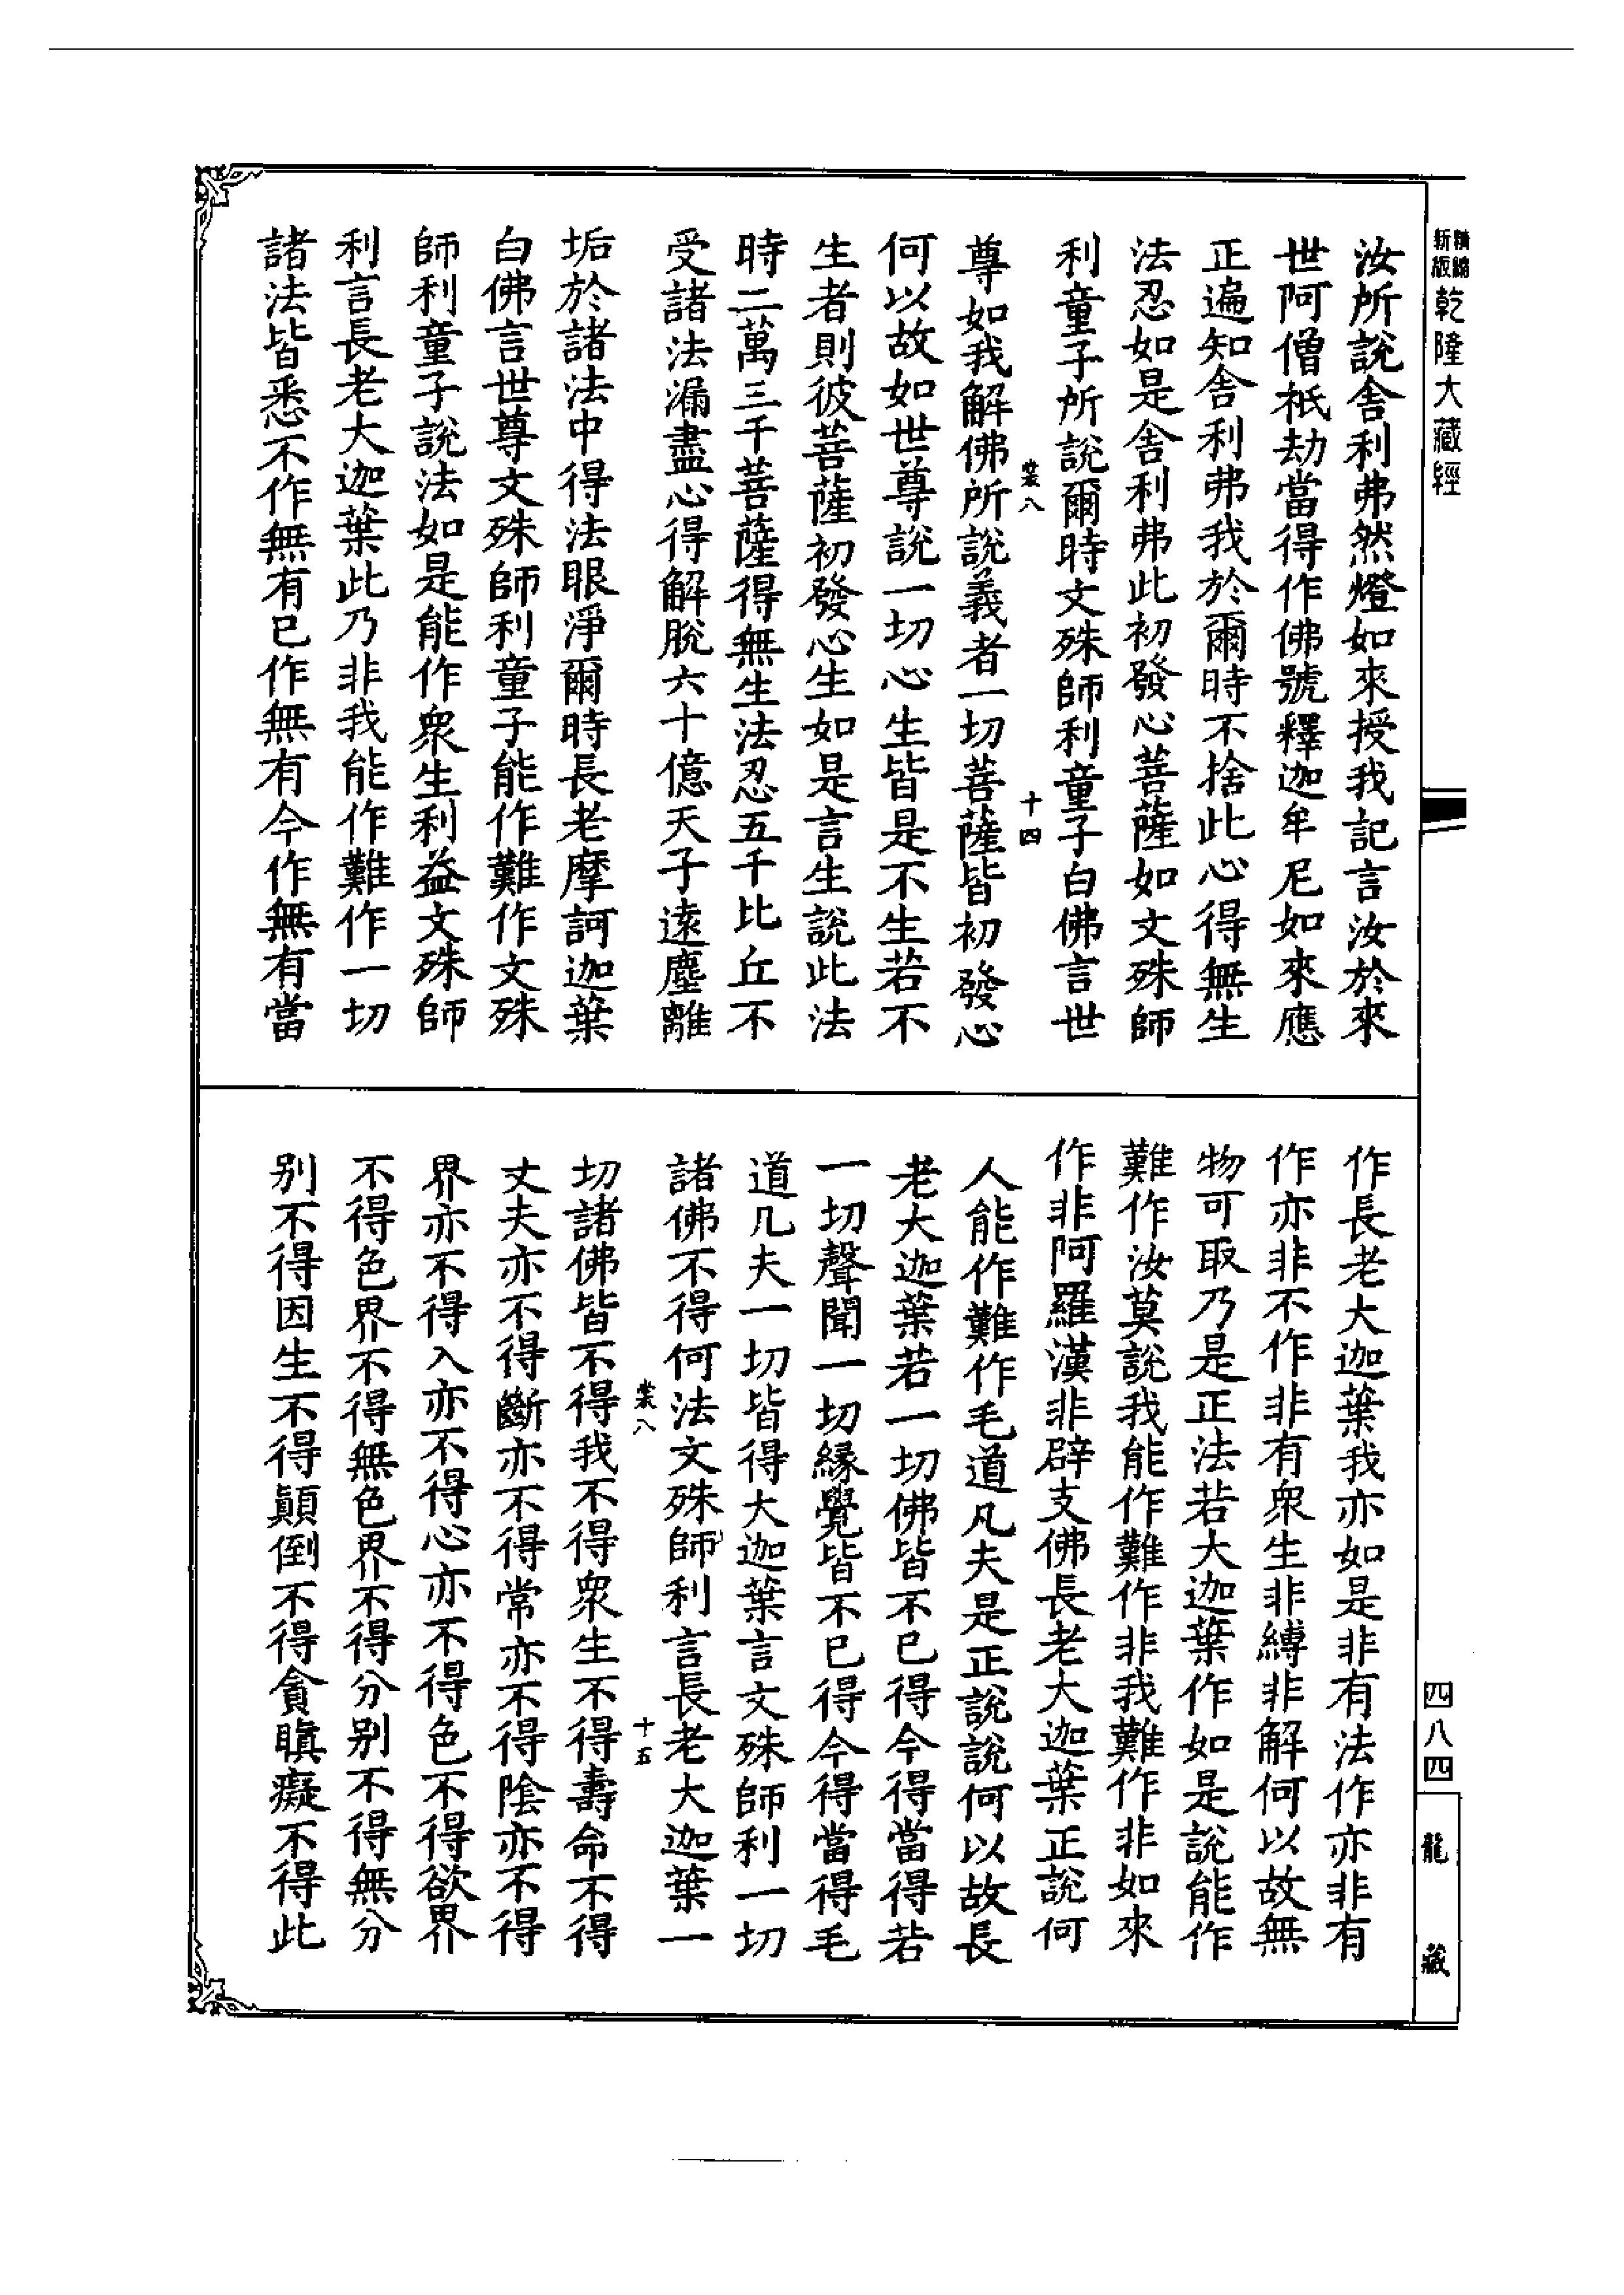 精縮
新版
乾隆大藏經
汝所說舍利弗然燈如來授我記言汝於來
世阿僧祇劫當得作佛號釋迦牟尼如來應
正遍知舍利弗我於爾時不捨此心得無生
法忍如是舍利弗此初發心菩薩如文殊師
利童子所說爾時文殊師利童子白佛言世
棠八 十四
尊如我解佛所說義者一切菩薩皆初發心
何以故如世尊說一切心生皆是不生若不
生者則彼菩薩初發心生如是言生說此法
時二萬三千菩薩得無生法忍五千比丘不
受諸法漏盡心得解脫六十億天子遠塵離
垢於諸法中得法眼淨爾時長老摩訶迦葉
白佛言世尊文殊師利童子能作難作文殊
師利童子說法如是能作眾生利益文殊師
利言長老大迦葉此乃非我能作難作一切
諸法皆悉不作無有已作無有今作無有當
作長老大迦葉我亦如是非有法作亦非有
作亦非不作非有眾生非縛非解何以故無
物可取乃是正法若大迦葉作如是說能作
難作汝莫說我能作難作非我難作非如來
作非阿羅漢非辟支佛長老大迦葉正說何
人能作難作毛道凡夫是正說說何以故長
老大迦葉若一切佛皆不已得今得當得若
一切聲聞一切緣覺皆不已得今得當得毛
道凡夫一切皆得大迦葉言文殊師利一切
諸佛不得何法文殊師利言長老大迦葉一
棠八 十五
切諸佛皆不得我不得眾生不得壽命不得
丈夫亦不得斷亦不得常亦不得陰亦不得
界亦不得入亦不得心亦不得色不得欲界
不得色界不得無色界不得分別不得無分
別不得因生不得顛倒不得貪瞋癡不得此
四八四
龍藏